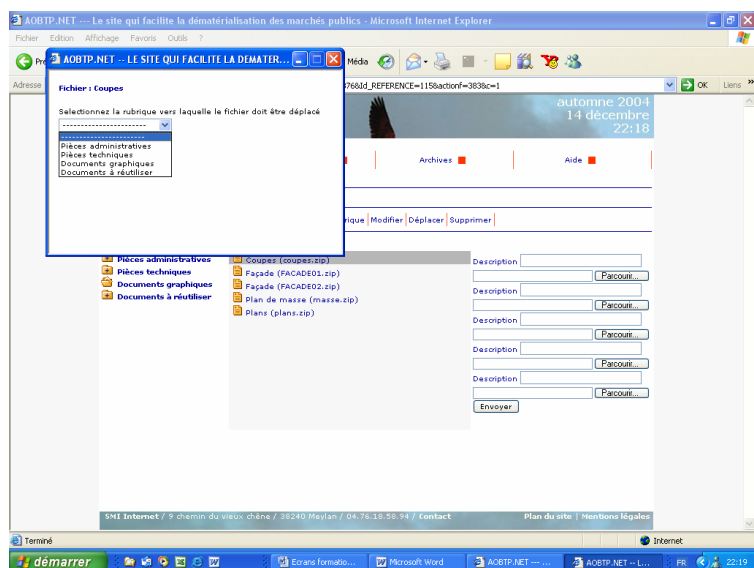 AOBTP.NET --- Le site qui facilite la dématérialisation des marchés publics - Microsoft Internet Explorer
Fichier Edition Affichage Favoris Outils ?
AOBTP.NET -- LE SITE QUI FACILITE LA DEMATER...
Média
Adresse
_REFERENCE=115&actionf=383&c=1
OK
Liens
Fichier : Coupes
Selectionnez la rubrique vers laquelle le fichier doit être déplacé
-----------------------
-----------------------
Pièces administratives
Pièces techniques
Documents graphiques
Documents à réutiliser
automne 2004
14 décembre
22:18
Archives
Aide
Modifier Déplacer Supprimer
Pièces administratives
Pièces techniques
Documents graphiques
Documents à réutiliser
Coupes (coupes.zip)
Façade (FACADE01.zip)
Façade (FACADE02.zip)
Plan de masse (masse.zip)
Plans (plans.zip)
Description
Parcourir...
Description
Parcourir...
Description
Parcourir...
Description
Parcourir...
Description
Parcourir...
Envoyer
SMI Internet / 9 chemin du vieux chêne / 38240 Meylan / 04.76.18.58.94 / Contact
Plan du site | Mentions légales
Terminé
Internet
démarrer
Ecrans formatio...
Microsoft Word
AOBTP.NET --- ...
AOBTP.NET -- L...
FR
22:19